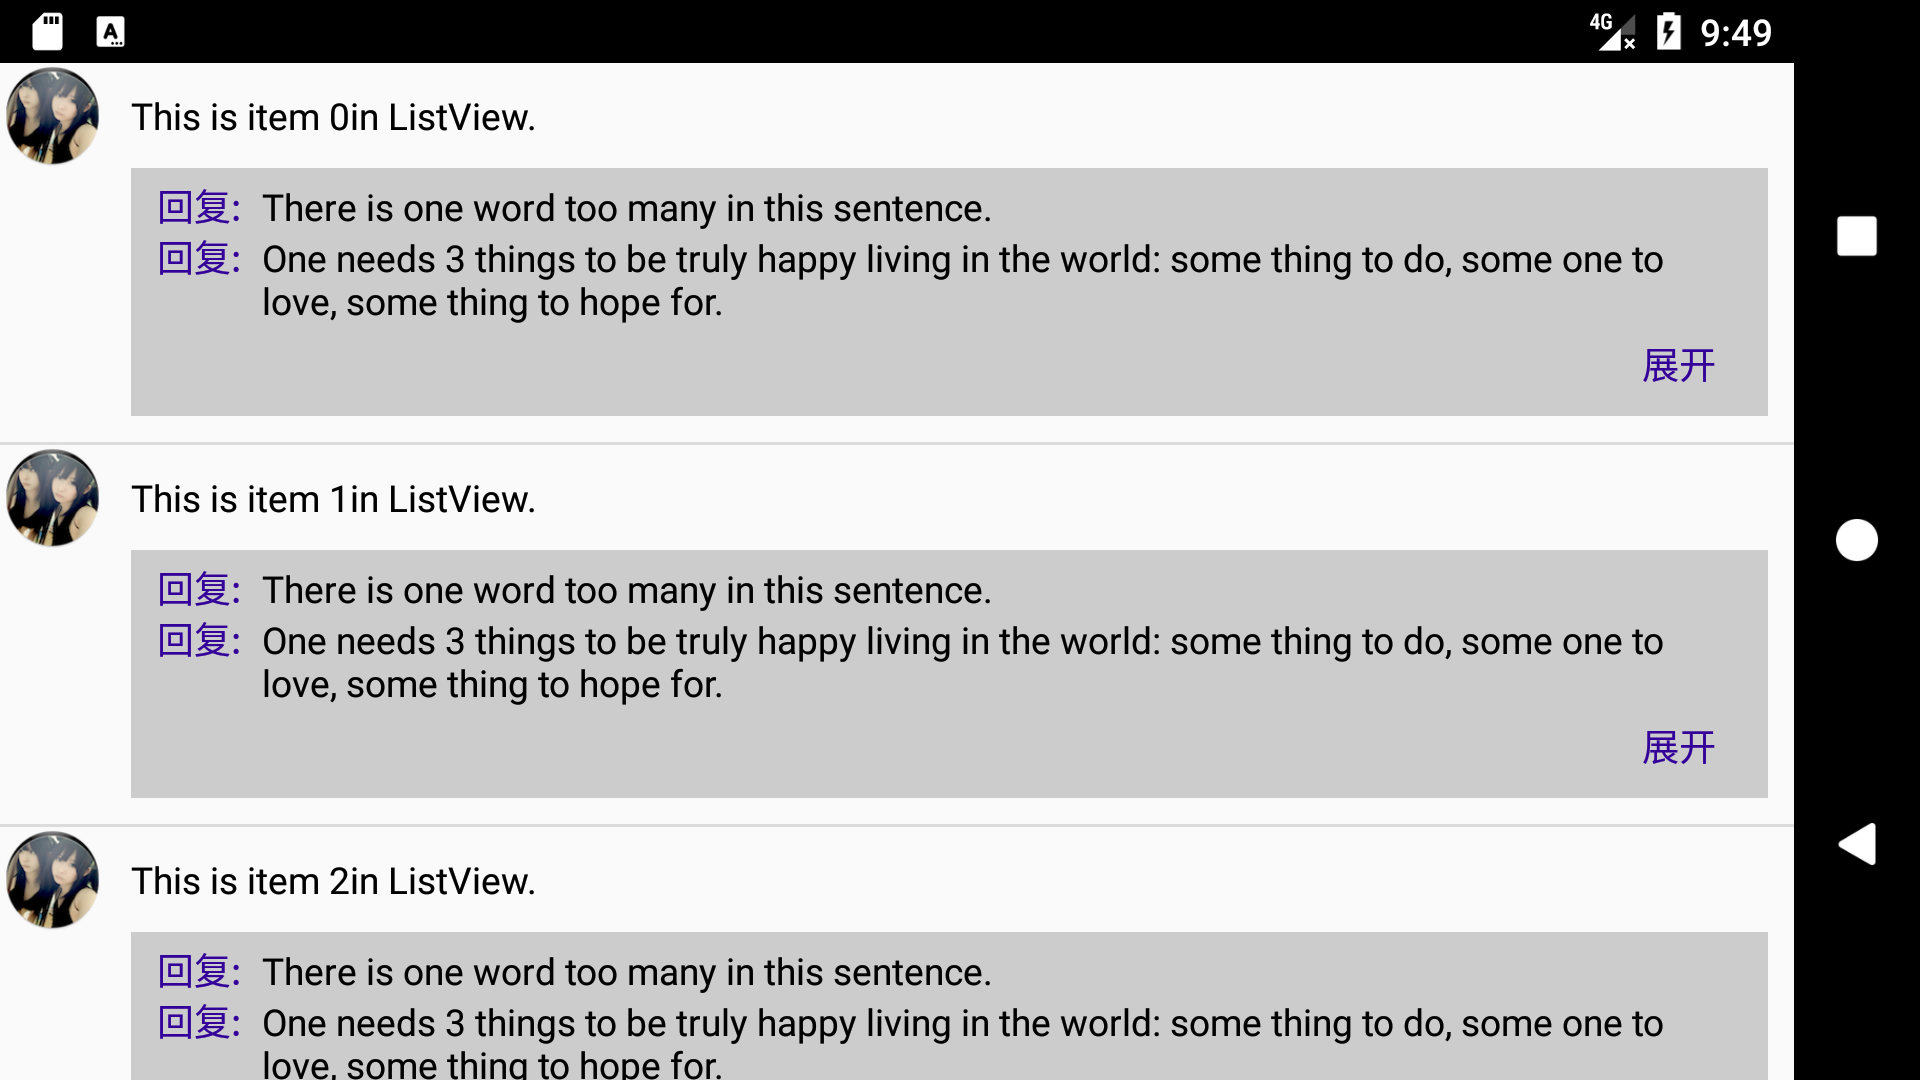 4G 9:49
This is item 0in ListView.
回复: There is one word too many in this sentence.
回复: One needs 3 things to be truly happy living in the world: some thing to do, some one to
love, some thing to hope for.
展开
This is item 1in ListView.
回复: There is one word too many in this sentence.
回复: One needs 3 things to be truly happy living in the world: some thing to do, some one to
love, some thing to hope for.
展开
This is item 2in ListView.
回复: There is one word too many in this sentence.
回复: One needs 3 things to be truly happy living in the world: some thing to do, some one to
love, some thing to hope for.